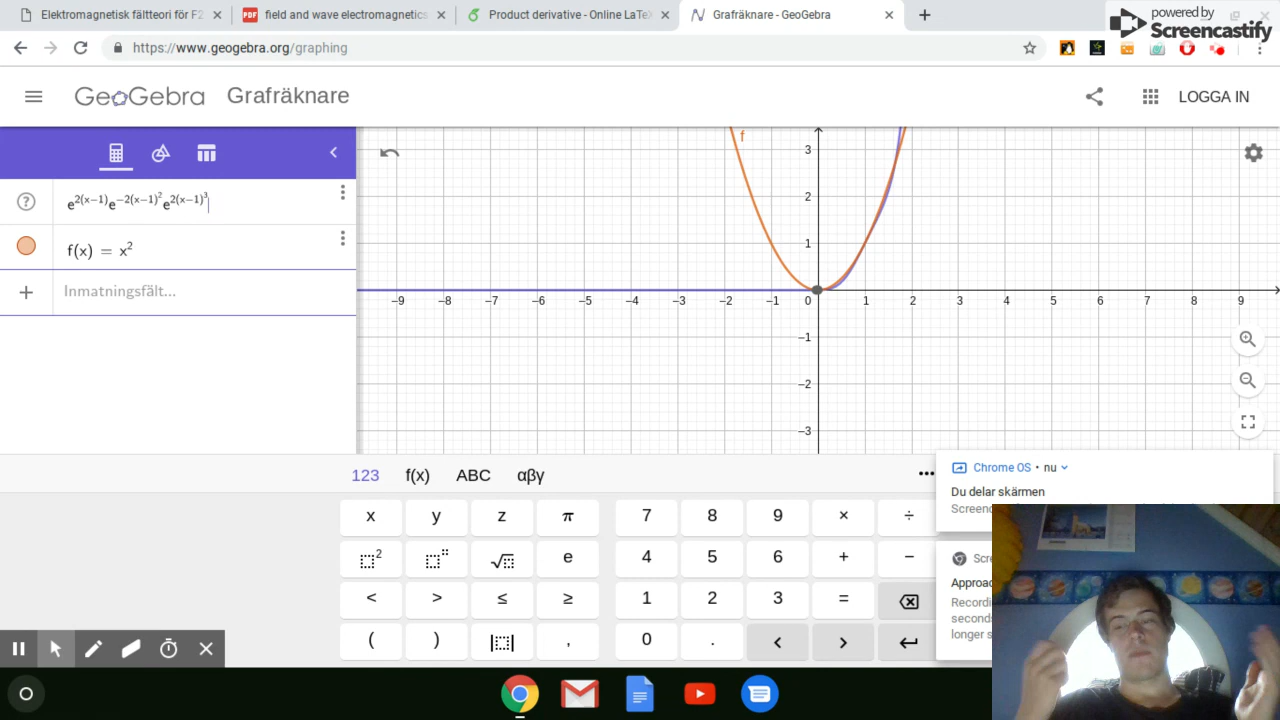 Elektromagnetisk fältteori för F2
field and wave electromagnetics
Product derivative - Online LaTeX
Grafräknare - GeoGebra
powered by
Screencastify
https://www.geogebra.org/graphing
GeoGebra
Grafräknare
LOGGA IN
e^{2(x-1)}e^{-2(x-1)^2}e^{2(x-1)^3}
f(x) = x²
Inmatningsfält...
f
3
2
1
-9 -8 -7 -6 -5 -4 -3 -2 -1 0 1 2 3 4 5 6 7 8 9
-1
-2
-3
123 f(x) ABC αβγ
x y z π 7 8 9 × ÷
√ e 4 5 6 + −
< > ≤ ≥ 1 2 3 =
( ) , 0 . < >
Chrome OS • nu
Du delar skärmen
Recordi
seconds
longer s